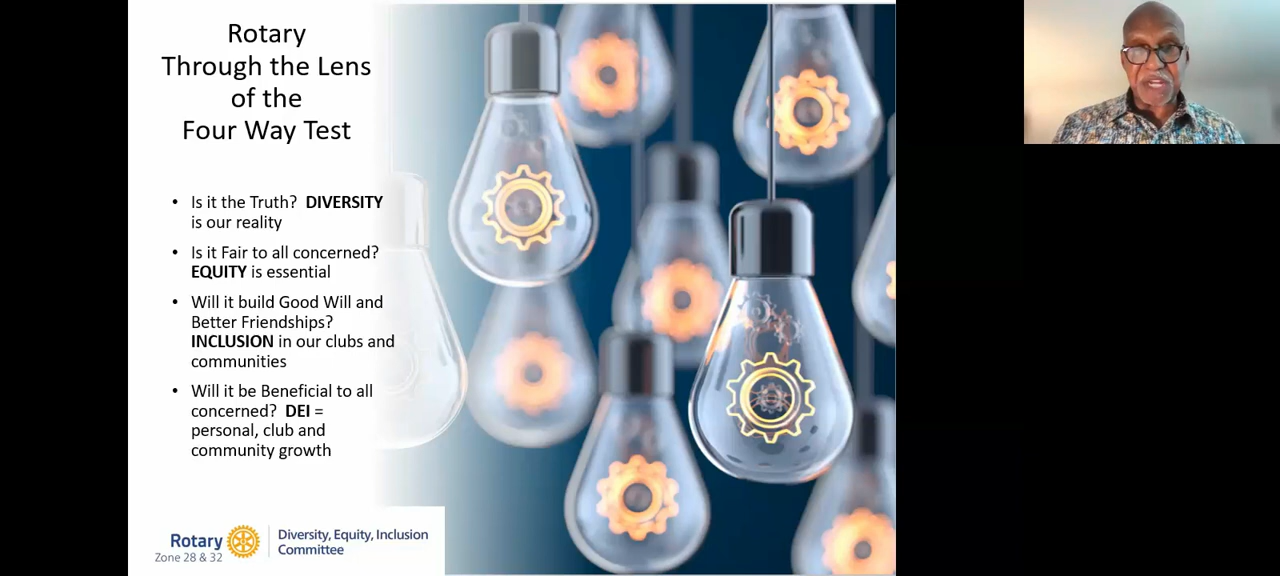 Rotary
Through the Lens
of the
Four Way Test
• Is it the Truth? DIVERSITY
is our reality
• Is it Fair to all concerned?
EQUITY is essential
• Will it build Good Will and
Better Friendships?
INCLUSION in our clubs and
communities
• Will it be Beneficial to all
concerned? DEI =
personal, club and
community growth
Rotary
Zone 28 & 32
Diversity, Equity, Inclusion
Committee